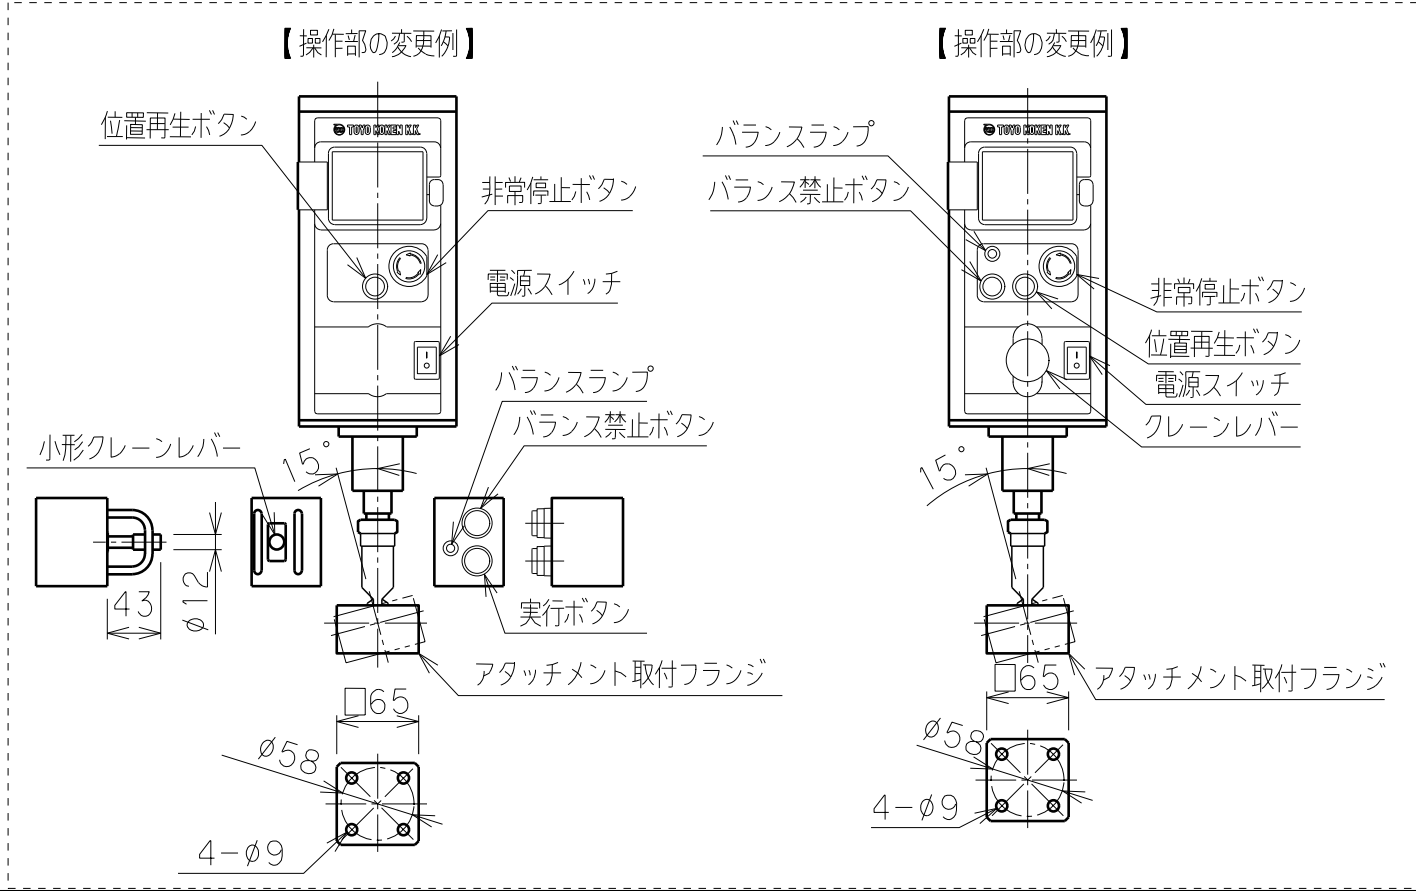 【操作部の変更例】
位置再生ボタン
TOYO KOKEN K.K.
非常停止ボタン
電源スイッチ
バランスランプ
バランス禁止ボタン
小形クレーンレバー
15°
43
φ12
実行ボタン
アタッチメント取付フランジ
□65
φ58
4-φ9
【操作部の変更例】
バランスランプ
TOYO KOKEN K.K.
バランス禁止ボタン
非常停止ボタン
位置再生ボタン
電源スイッチ
クレーンレバー
15°
アタッチメント取付フランジ
□65
φ58
4-φ9